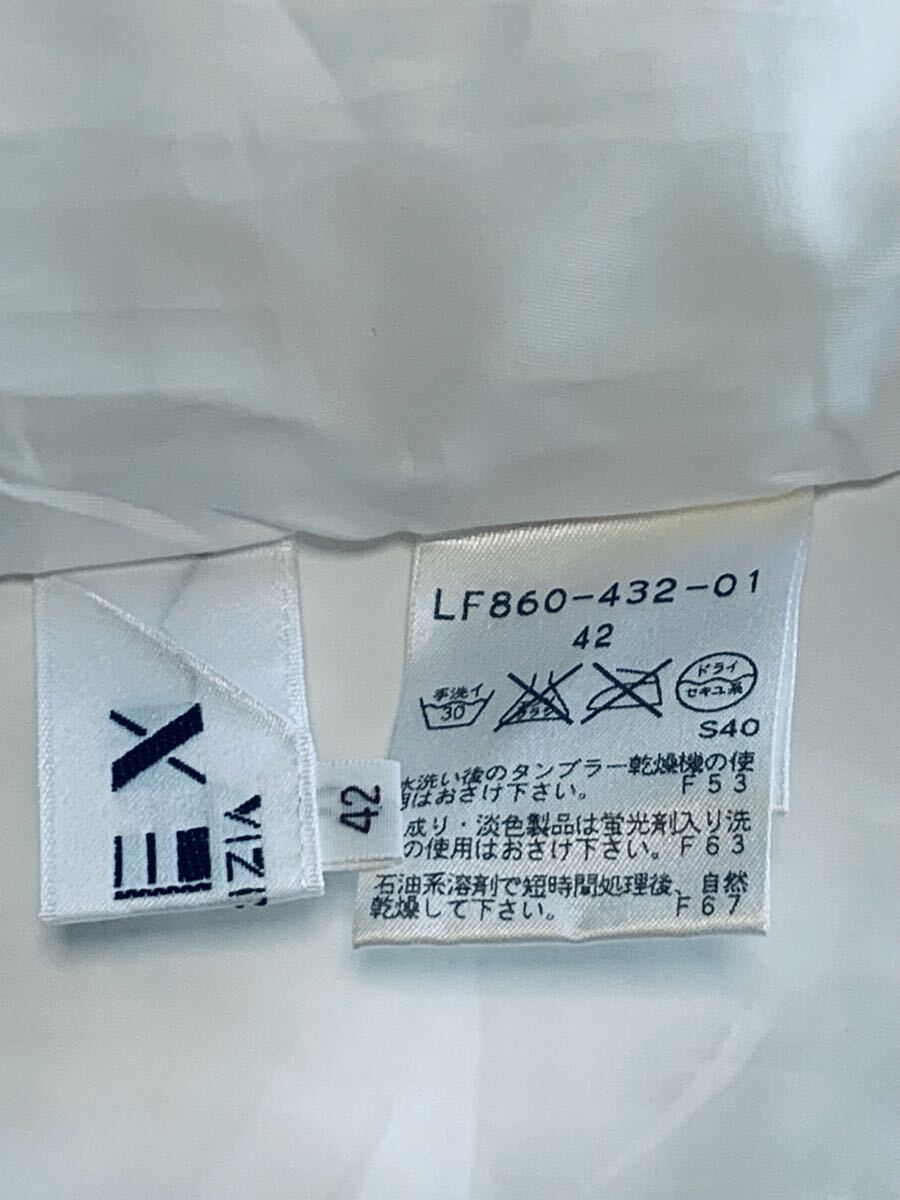 LF860-432-01
42
手洗イ
30
ドライ
セキユ系
S40
水洗い後のタンブラー乾燥機の使
用はおさけ下さい。 F53
成り・淡色製品は蛍光剤入り洗
の使用はおさけ下さい。F63
石油系溶剤で短時間処理後、自然
乾燥して下さい。 F67
42
VIZI